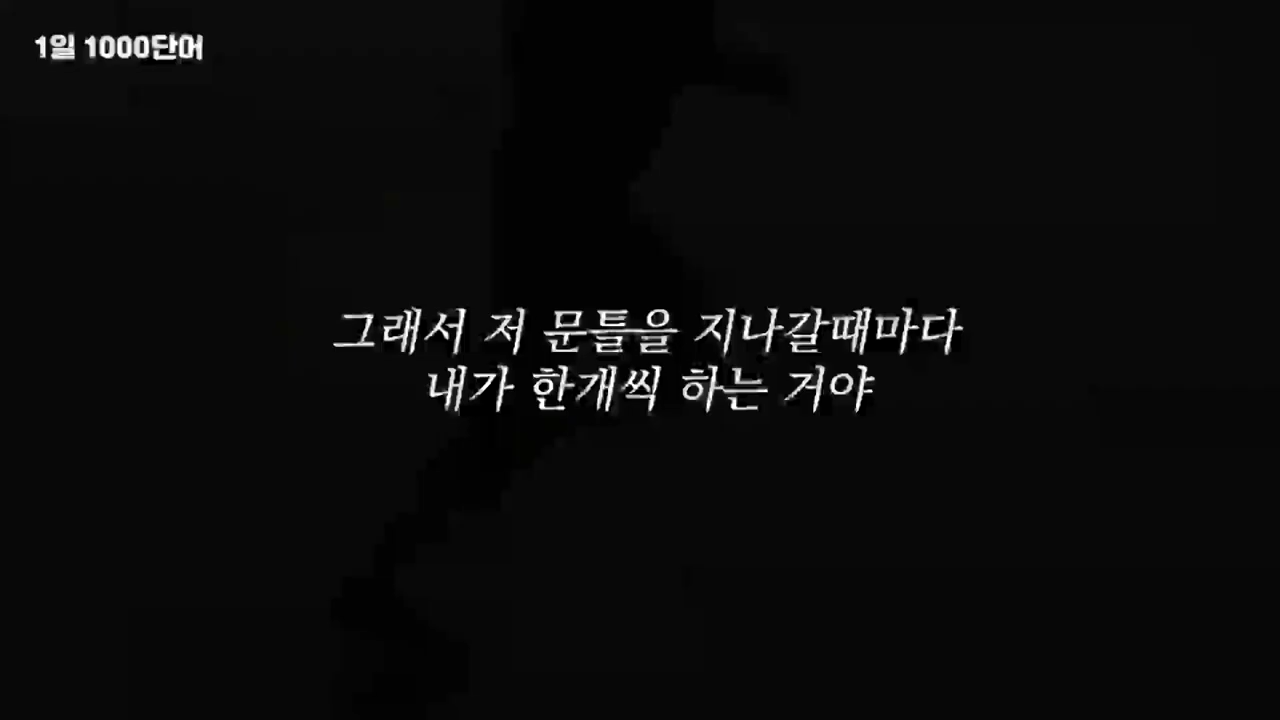 1일 1000단어
그래서 저 문틀을 지나갈때마다
내가 한개씩 하는 거야